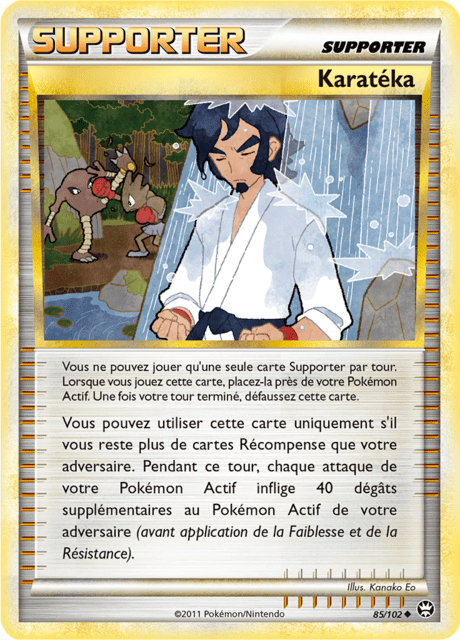 SUPPORTER SUPPORTER
Karatéka
Vous ne pouvez jouer qu'une seule carte Supporter par tour.
Lorsque vous jouez cette carte, placez-la près de votre Pokémon
Actif. Une fois votre tour terminé, défaussez cette carte.
Vous pouvez utiliser cette carte uniquement s'il
vous reste plus de cartes Récompense que votre
adversaire. Pendant ce tour, chaque attaque de
votre Pokémon Actif inflige 40 dégâts
supplémentaires au Pokémon Actif de votre
adversaire (avant application de la Faiblesse et de la
Résistance).
Illus. Kanako Eo
©2011 Pokémon/Nintendo 85/102